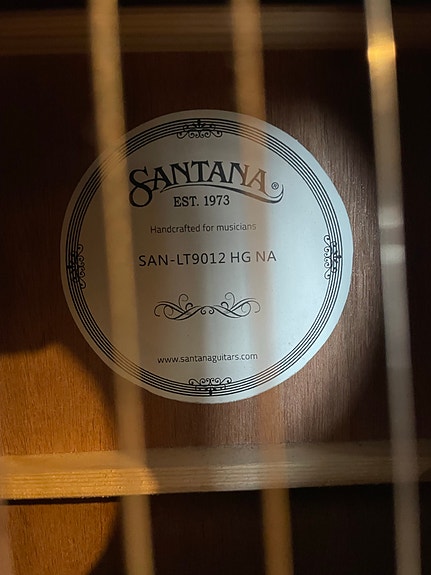 SANTANA®
EST. 1973
Handcrafted for musicians
SAN-LT9012 HG NA
www.santanaguitars.com